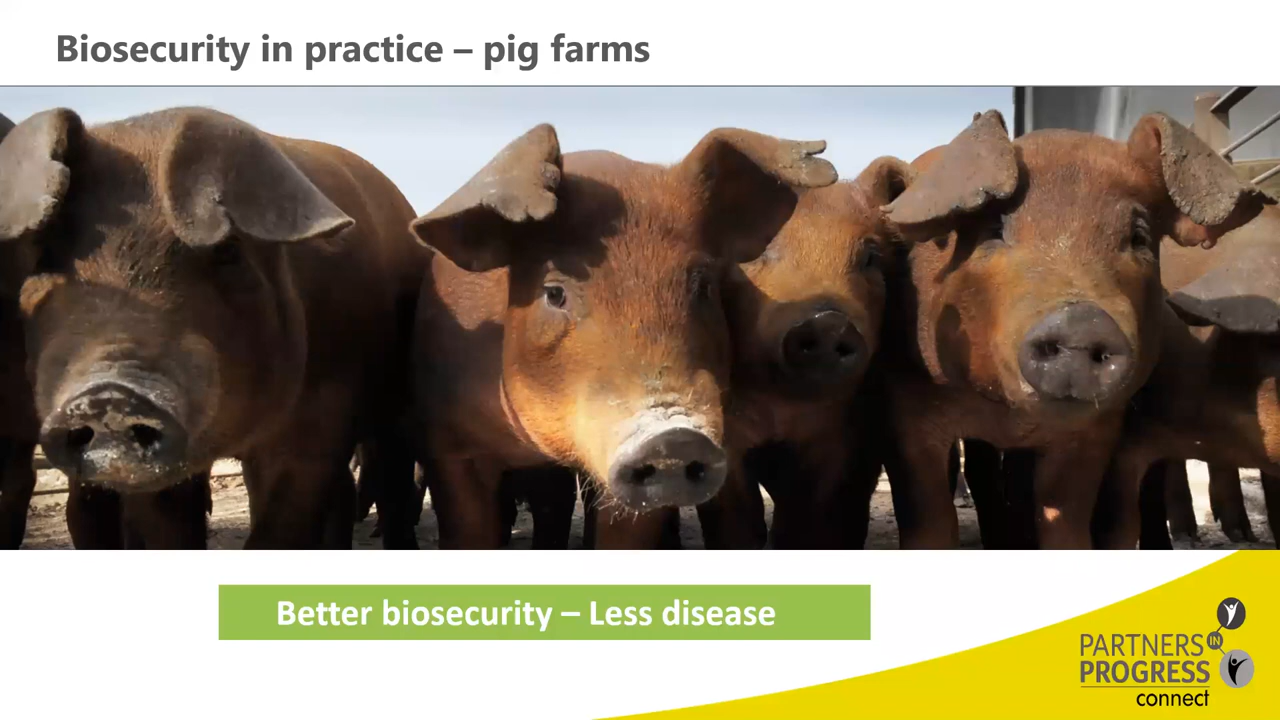 Biosecurity in practice – pig farms
Better biosecurity – Less disease
PARTNERS IN
PROGRESS
connect